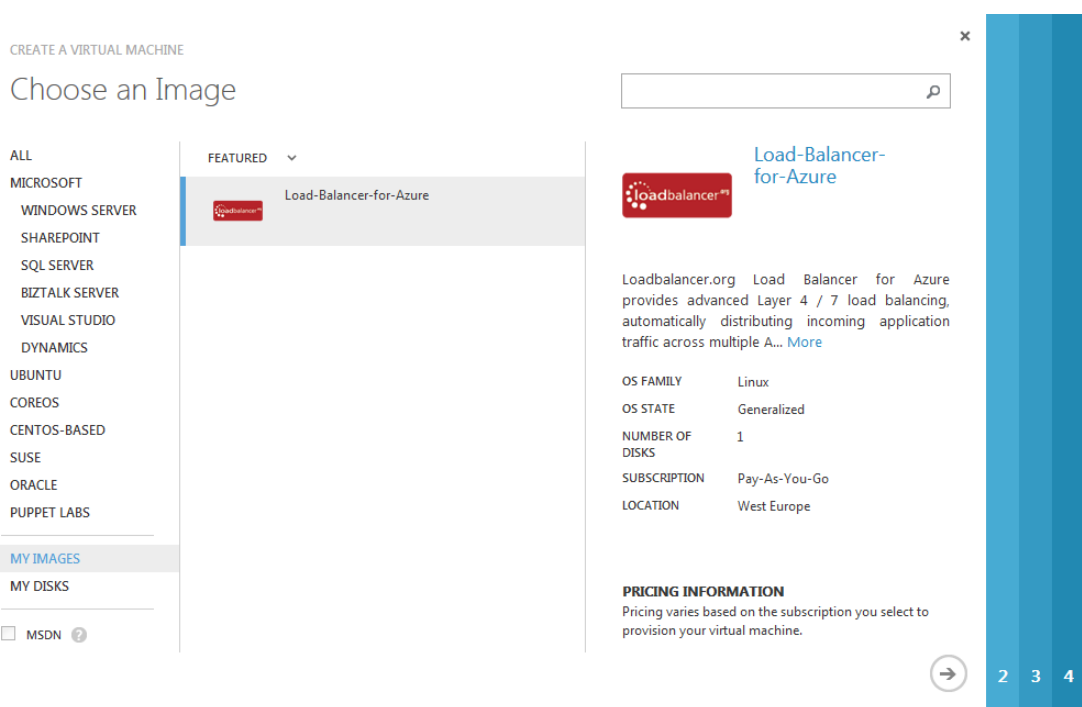 CREATE A VIRTUAL MACHINE
Choose an Image
ALL
MICROSOFT
WINDOWS SERVER
SHAREPOINT
SQL SERVER
BIZTALK SERVER
VISUAL STUDIO
DYNAMICS
UBUNTU
COREOS
CENTOS-BASED
SUSE
ORACLE
PUPPET LABS
MY IMAGES
MY DISKS
MSDN ?
FEATURED
loadbalancer
Load-Balancer-for-Azure
loadbalancer.org
Load-Balancer-
for-Azure
Loadbalancer.org Load Balancer for Azure
provides advanced Layer 4 / 7 load balancing,
automatically distributing incoming application
traffic across multiple A... More
OS FAMILY Linux
OS STATE Generalized
NUMBER OF 1
DISKS
SUBSCRIPTION Pay-As-You-Go
LOCATION West Europe
PRICING INFORMATION
Pricing varies based on the subscription you select to
provision your virtual machine.
2 3 4